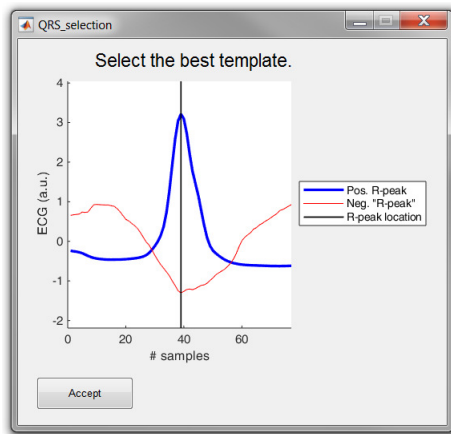 QRS_selection
Select the best template.
4
3
2
1
0
-1
-2
ECG (a.u.)
0
20
40
60
# samples
Pos. R-peak
Neg. "R-peak"
R-peak location
Accept